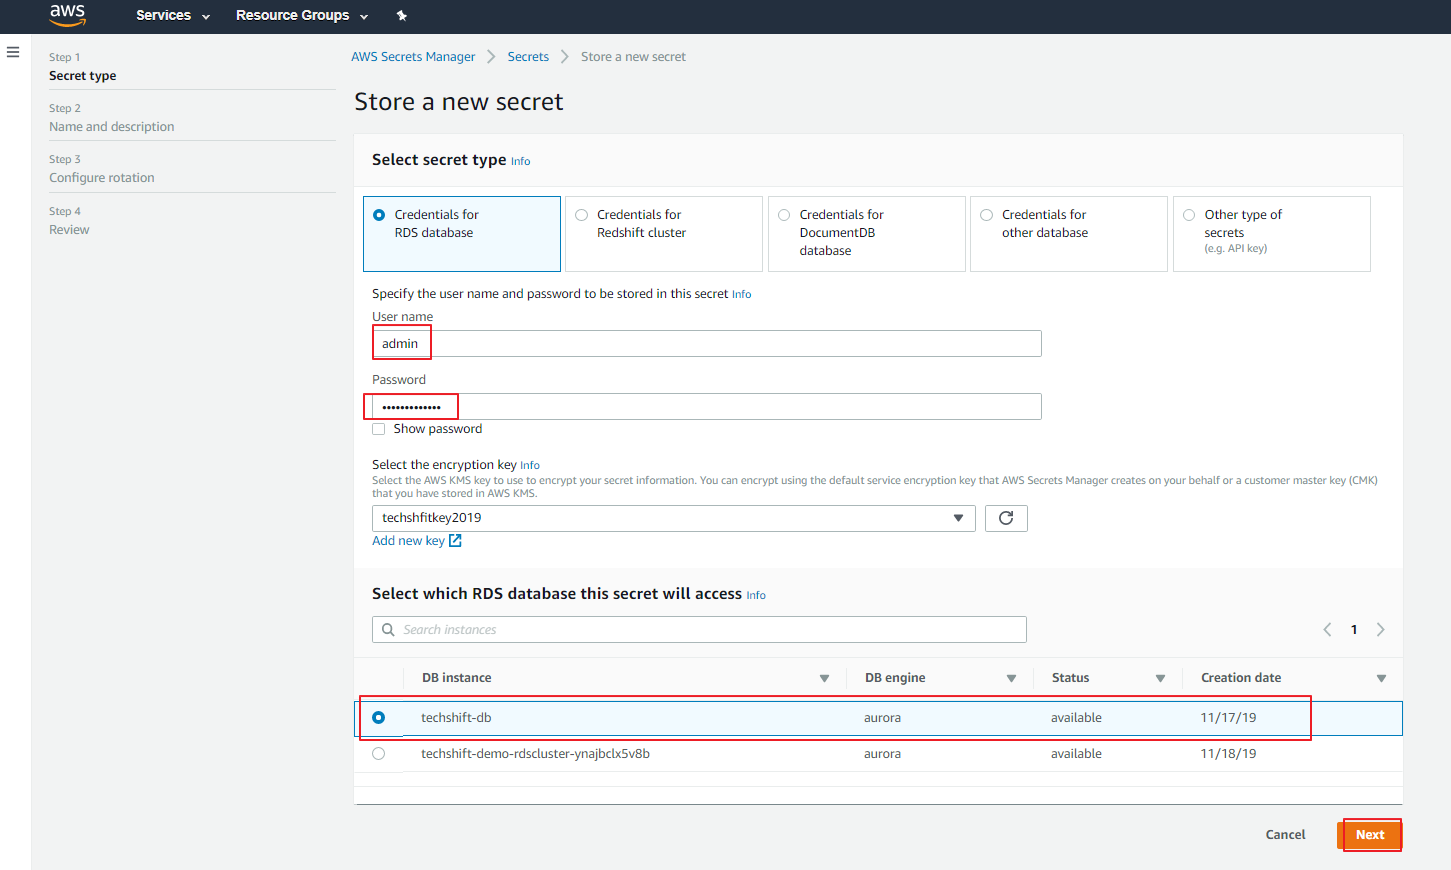 aws Services Resource Groups
Step 1
Secret type
Step 2
Name and description
Step 3
Configure rotation
Step 4
Review
AWS Secrets Manager Secrets Store a new secret
Store a new secret
Select secret type Info
Credentials for
RDS database
Credentials for
Redshift cluster
Credentials for
DocumentDB
database
Credentials for
other database
Other type of
secrets
(e.g. API key)
Specify the user name and password to be stored in this secret Info
User name
admin
Password
•••••••••••••
Show password
Select the encryption key Info
Select the AWS KMS key to use to encrypt your secret information. You can encrypt using the default service encryption key that AWS Secrets Manager creates on your behalf or a customer master key (CMK)
that you have stored in AWS KMS.
techshfitkey2019
Add new key
Select which RDS database this secret will access Info
Search instances
1
DB instance DB engine Status Creation date
techshift-db aurora available 11/17/19
techshift-demo-rdscluster-ynajbclx5v8b aurora available 11/18/19
Cancel Next